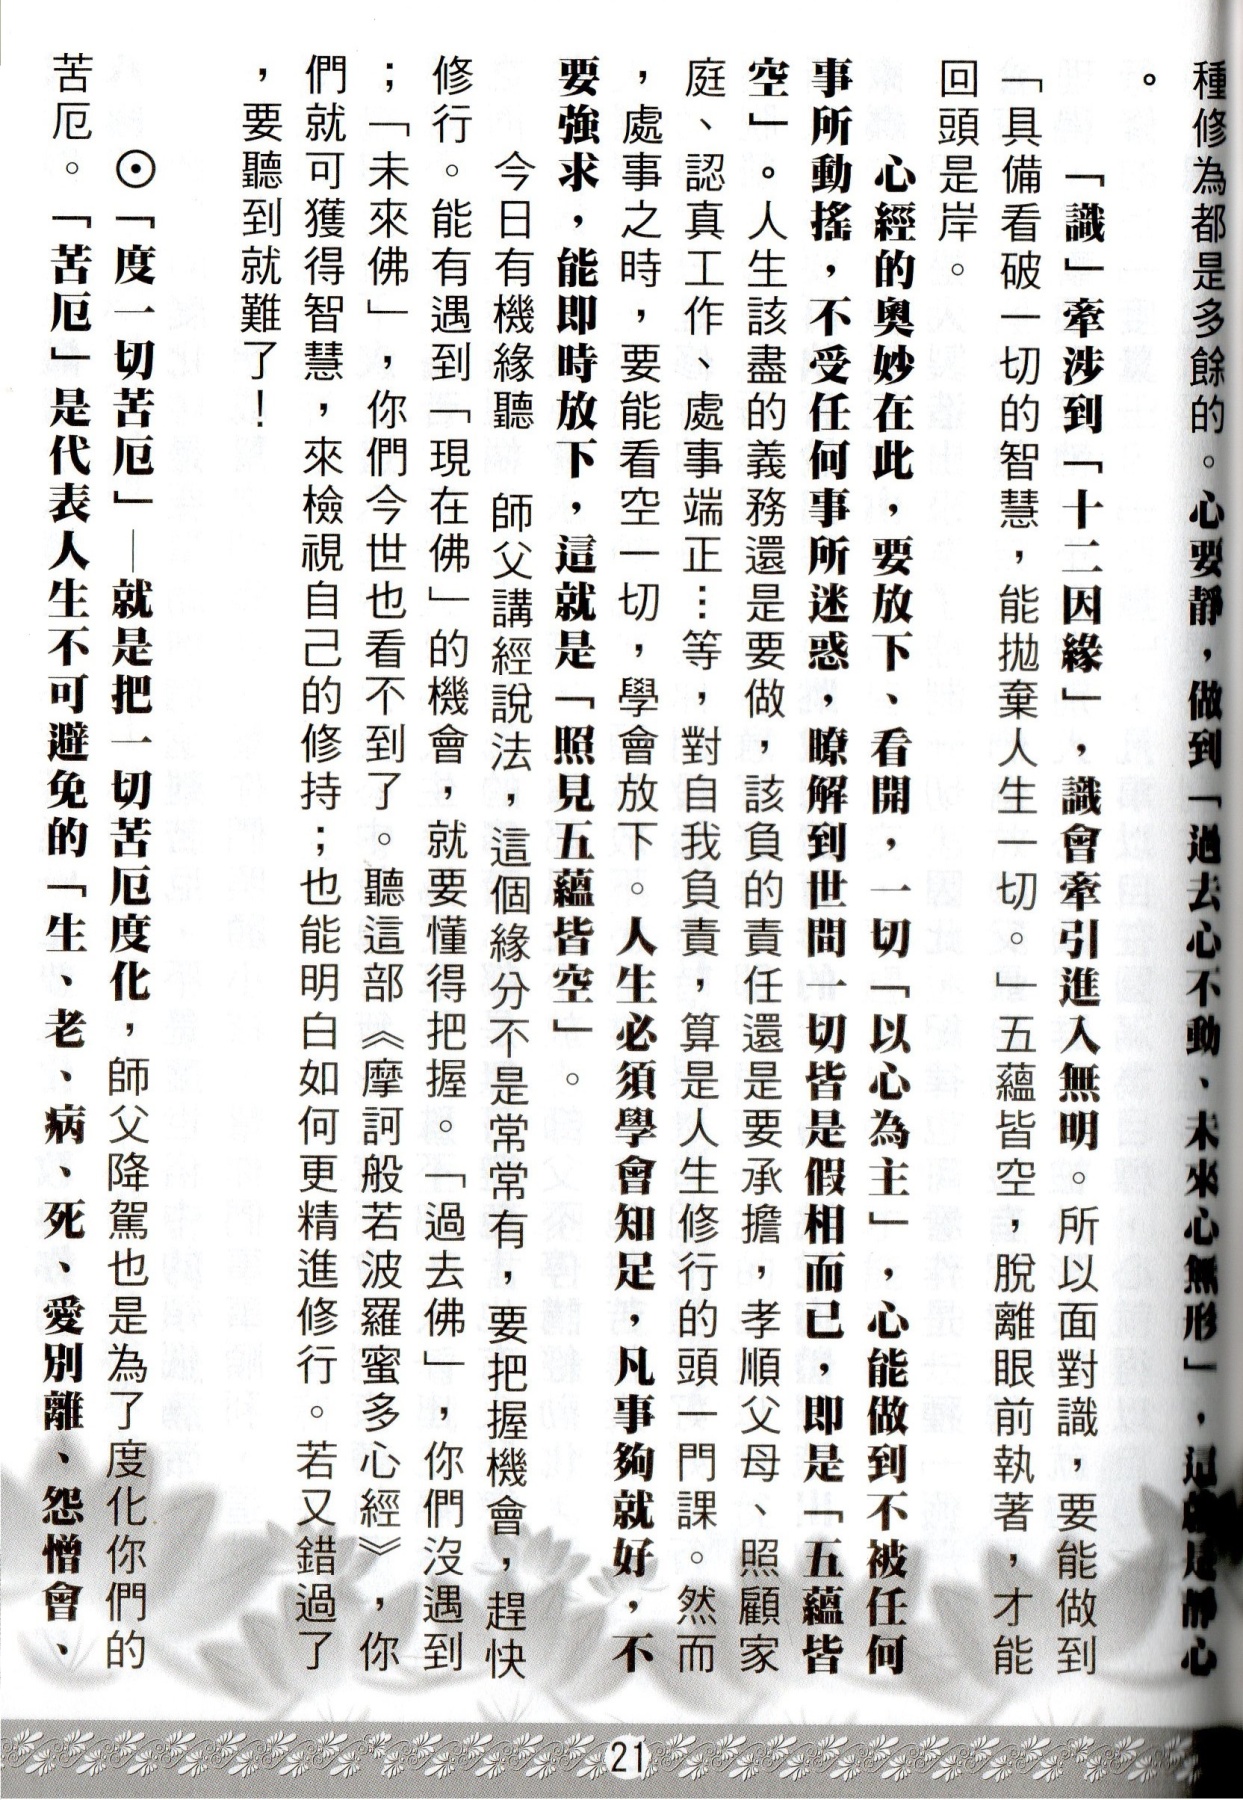 種修為都是多餘的。心要靜，做到「過去心不動、未來心無形」，這就是靜心
。
「識」牽涉到「十二因緣」，識會牽引進入無明。所以面對識，要能做到
「具備看破一切的智慧，能拋棄人生一切。」五蘊皆空，脫離眼前執著，才能
回頭是岸。
心經的奧妙在此，要放下、看開，一切「以心為主」，心能做到不被任何
事所動搖，不受任何事所迷惑，瞭解到世間一切皆是假相而已，即是「五蘊皆
空」。人生該盡的義務還是要做，該負的責任還是要承擔，孝順父母、照顧家
庭、認真工作、處事端正…等，對自我負責，算是人生修行的頭一門課。然而
，處事之時，要能看空一切，學會放下。人生必須學會知足，凡事夠就好，不
要強求，能即時放下，這就是「照見五蘊皆空」。
今日有機緣聽　師父講經說法，這個緣分不是常常有，要把握機會，趕快
修行。能有遇到「現在佛」的機會，就要懂得把握。「過去佛」，你們沒遇到
；「未來佛」，你們今世也看不到了。聽這部《摩訶般若波羅蜜多心經》，你
們就可獲得智慧，來檢視自己的修持；也能明白如何更精進修行。若又錯過了
，要聽到就難了！
⊙「度一切苦厄」—就是把一切苦厄度化，師父降駕也是為了度化你們的
苦厄。「苦厄」是代表人生不可避免的「生、老、病、死、愛別離、怨憎會、
21